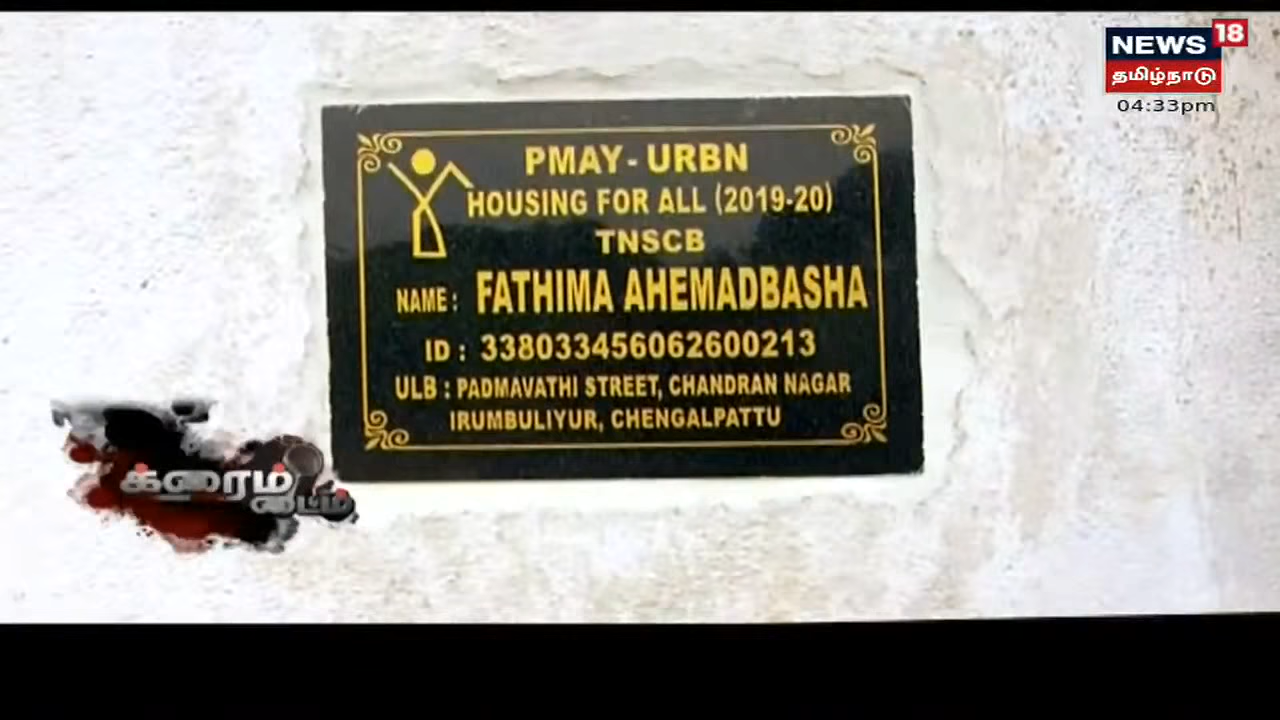 NEWS 18
தமிழ்நாடு
04:33pm
PMAY - URBN
HOUSING FOR ALL (2019-20)
TNSCB
NAME : FATHIMA AHEMADBASHA
ID : 338033456062600213
ULB : PADMAVATHI STREET, CHANDRAN NAGAR
IRUMBULIYUR, CHENGALPATTU
க்ரைம்
டைம்